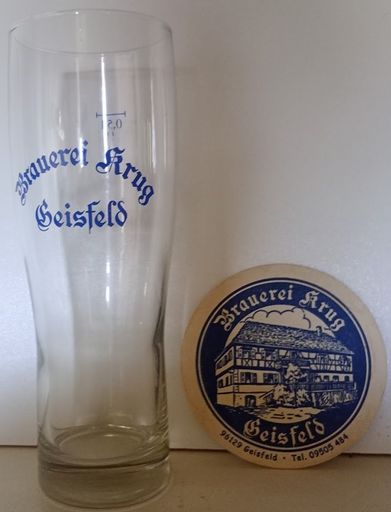 0,5l
Brauerei Krug
Geisfeld
Brauerei Krug
Geisfeld
96129 Geisfeld • Tel. 09505 484